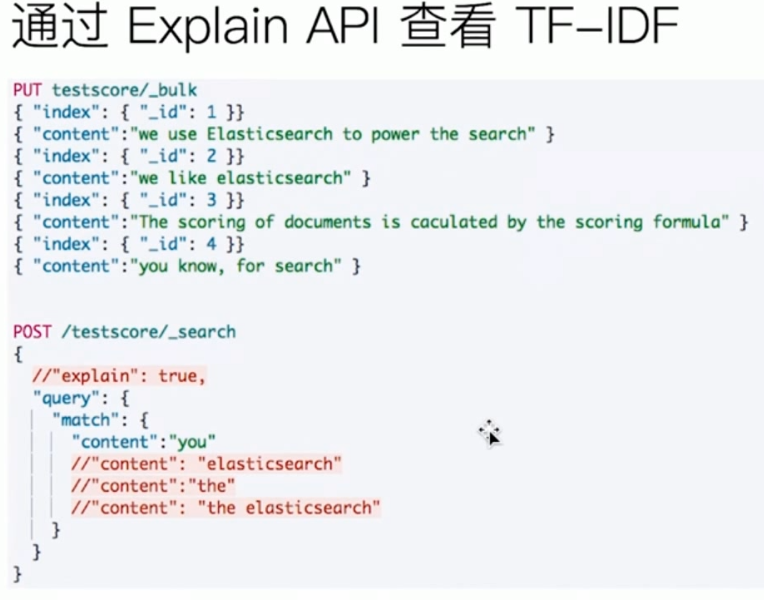 通过 Explain API 查看 TF-IDF
PUT testscore/_bulk
{ "index": { "_id": 1 }}
{ "content":"we use Elasticsearch to power the search" }
{ "index": { "_id": 2 }}
{ "content":"we like elasticsearch" }
{ "index": { "_id": 3 }}
{ "content":"The scoring of documents is caculated by the scoring formula" }
{ "index": { "_id": 4 }}
{ "content":"you know, for search" }
POST /testscore/_search
{
//"explain": true,
"query": {
"match": {
"content":"you"
//"content": "elasticsearch"
//"content":"the"
//"content": "the elasticsearch"
}
}
}